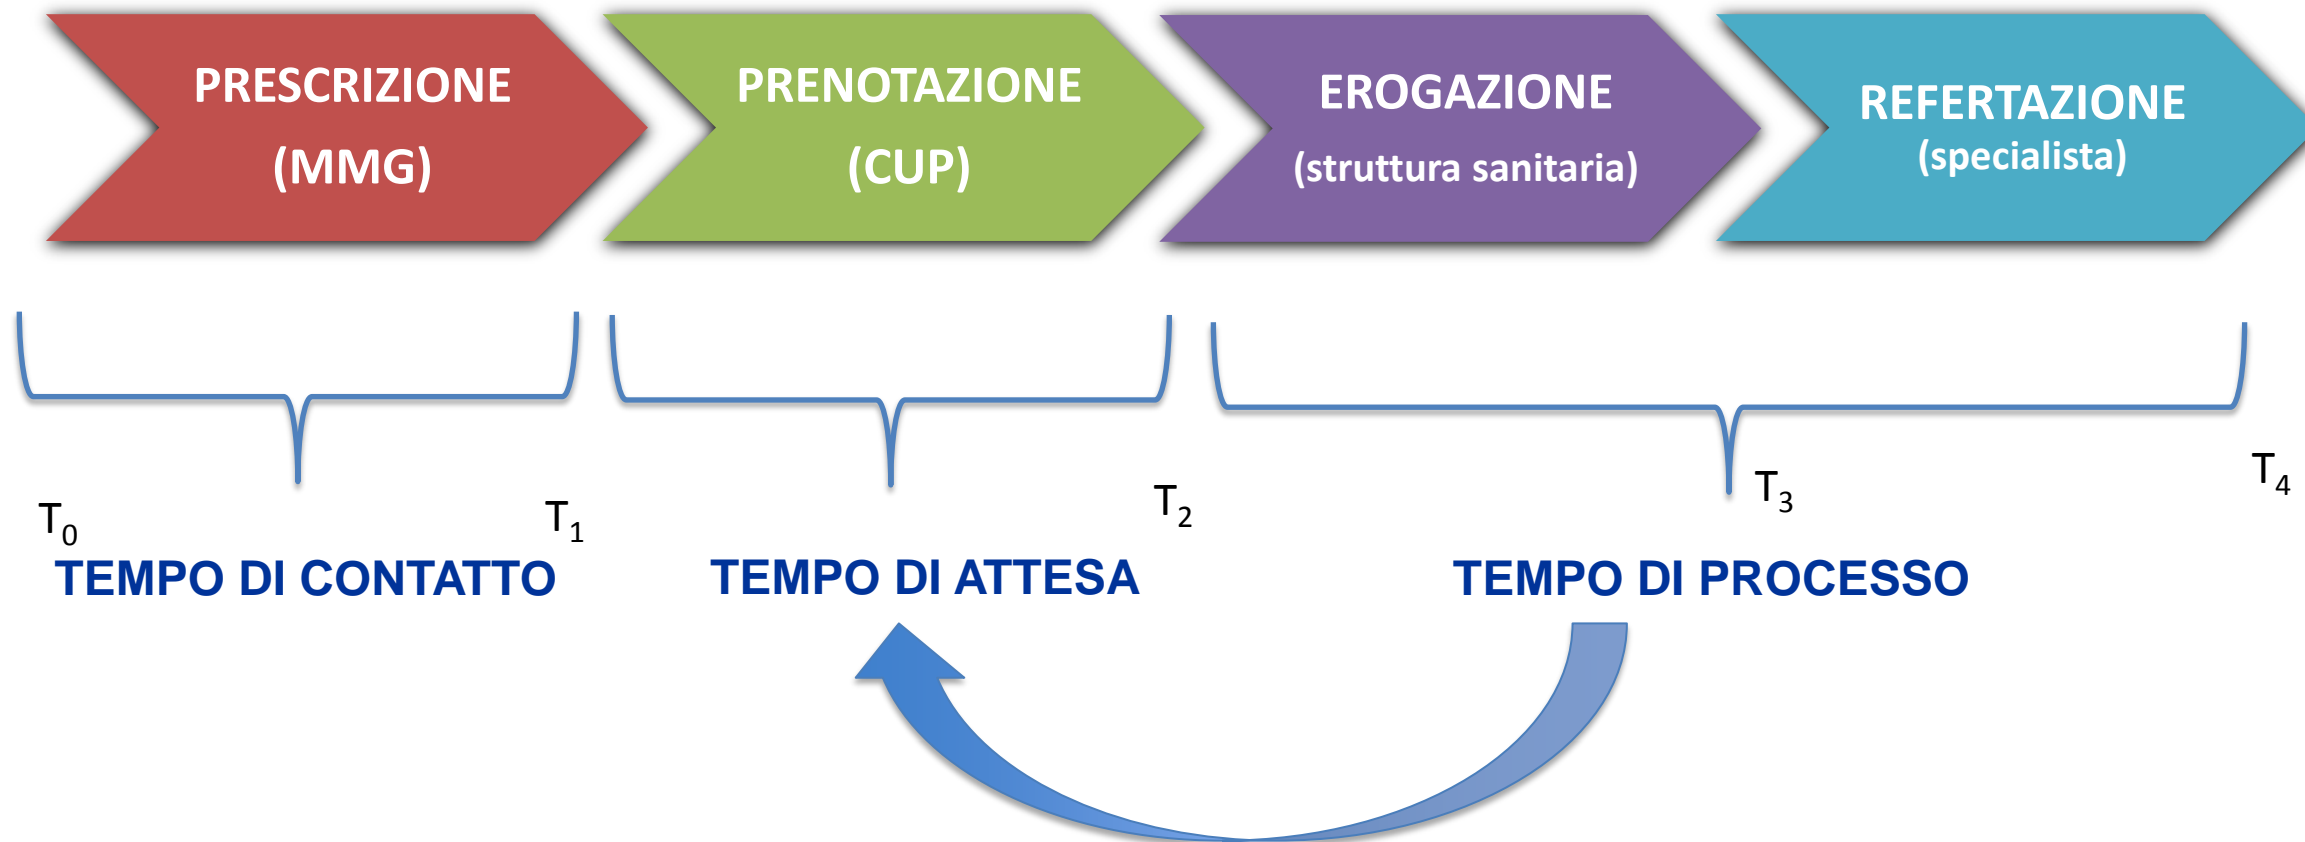 PRESCRIZIONE
(MMG)
PRENOTAZIONE
(CUP)
EROGAZIONE
(struttura sanitaria)
REFERTAZIONE
(specialista)
T0
T1
T2
T3
T4
TEMPO DI CONTATTO
TEMPO DI ATTESA
TEMPO DI PROCESSO